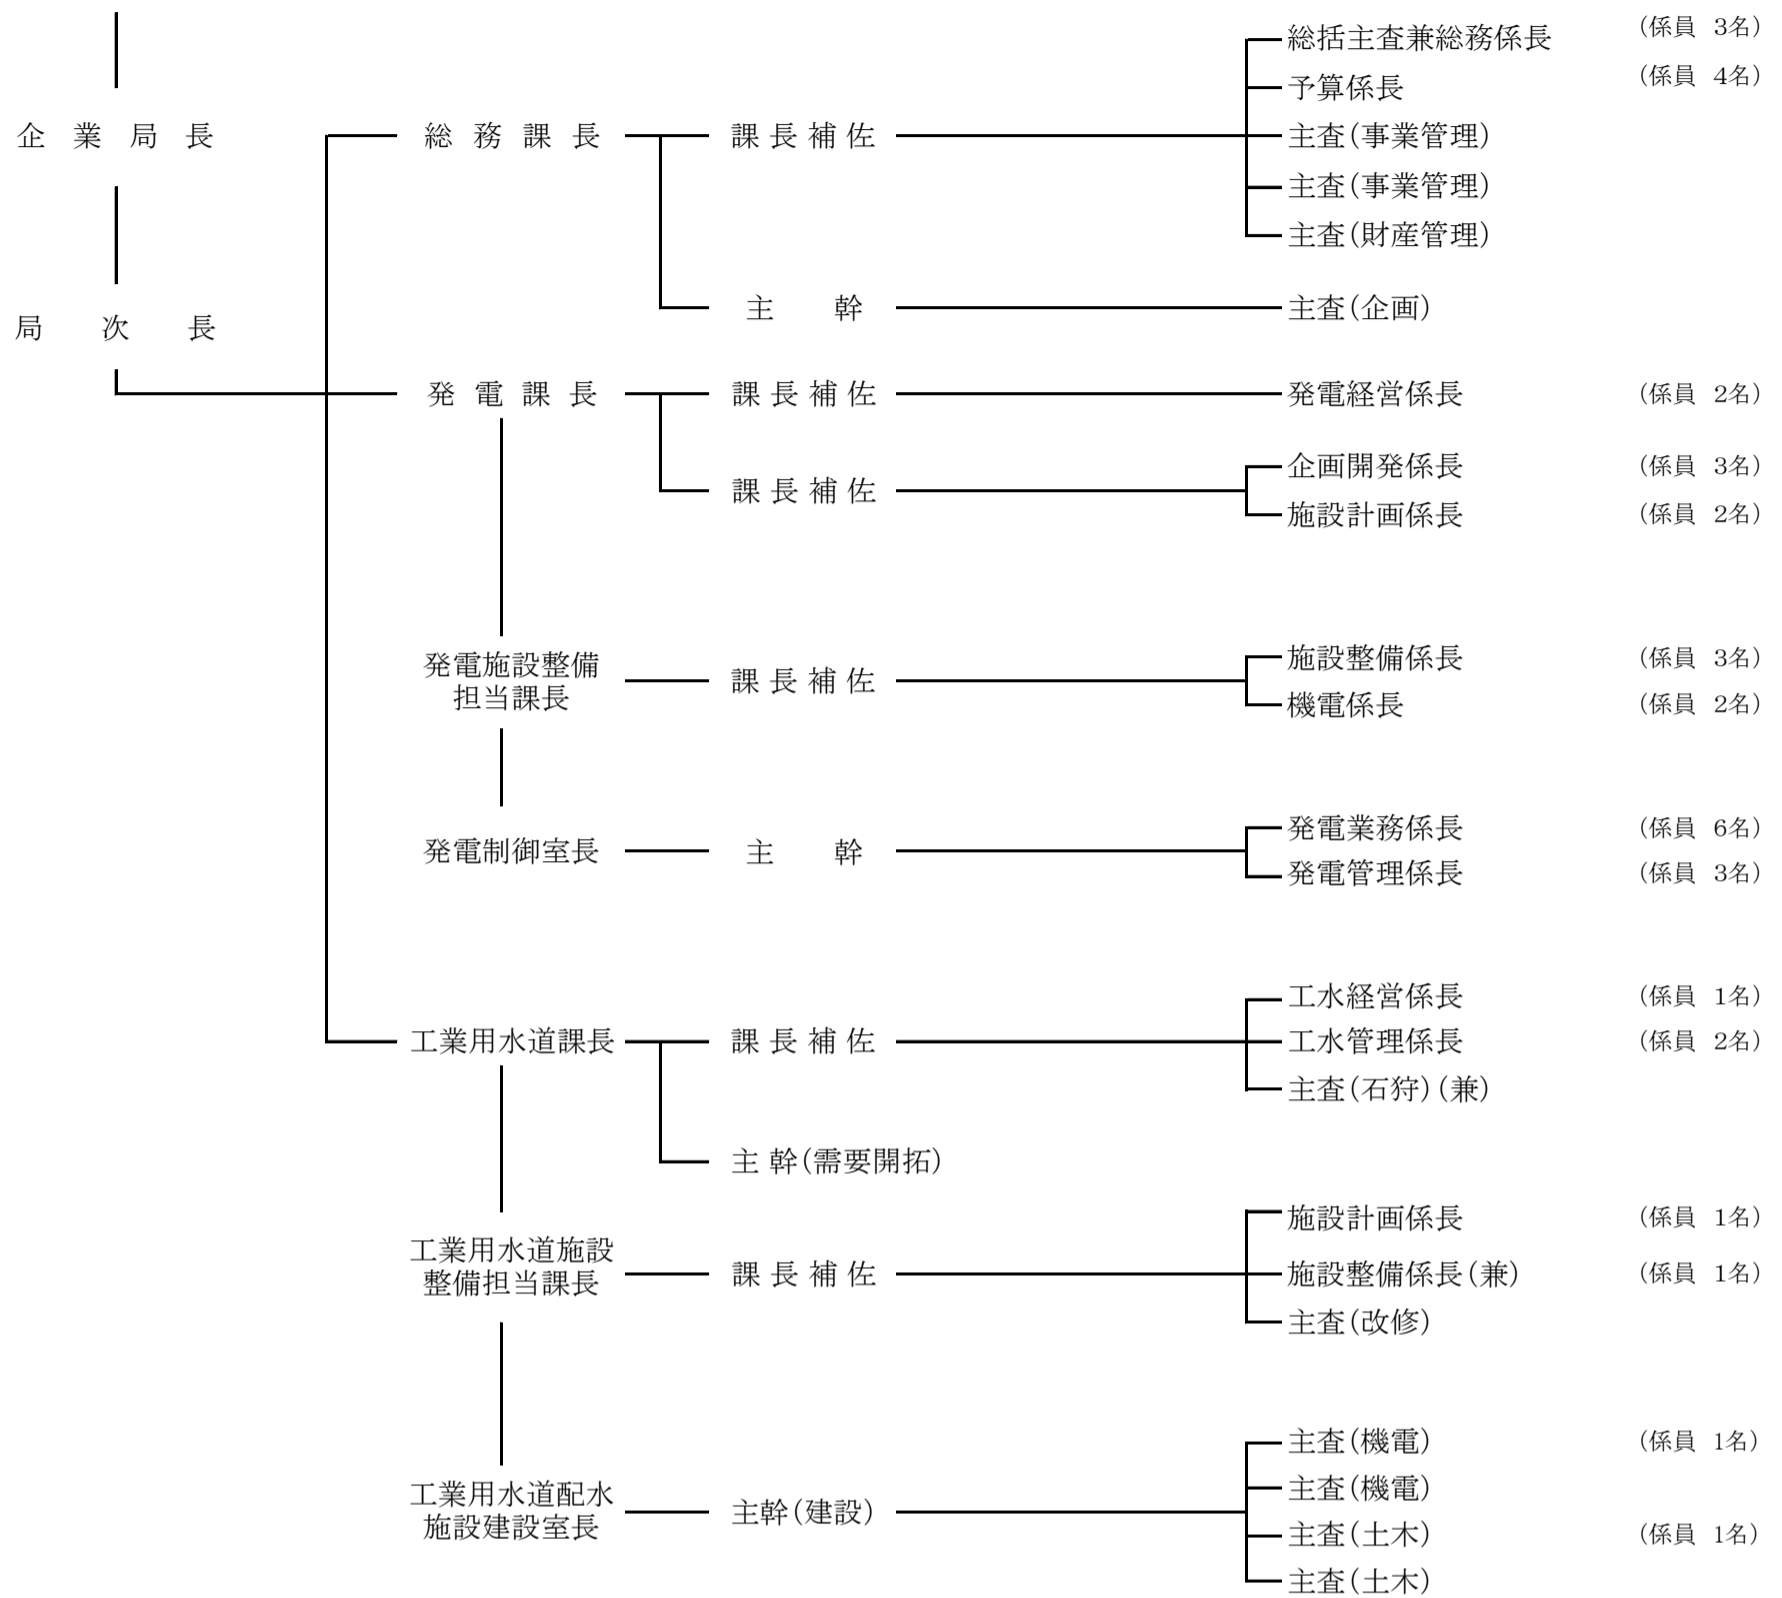 総括主査兼総務係長 (係員 3名)
予算係長 (係員 4名)
企業局長 総務課長 課長補佐 主査(事業管理)
主査(事業管理)
主査(財産管理)
主幹 主査(企画)
局次長
発電課長 課長補佐 発電経営係長 (係員 2名)
企画開発係長 (係員 3名)
課長補佐
施設計画係長 (係員 2名)
発電施設整備
担当課長
課長補佐
施設整備係長 (係員 3名)
機電係長 (係員 2名)
発電制御室長 主幹
発電業務係長 (係員 6名)
発電管理係長 (係員 3名)
工水経営係長 (係員 1名)
工業用水道課長 課長補佐 工水管理係長 (係員 2名)
主査(石狩)(兼)
主幹(需要開拓)
工業用水道施設
整備担当課長
課長補佐
施設計画係長 (係員 1名)
施設整備係長(兼) (係員 1名)
主査(改修)
工業用水道配水
施設建設室長
主幹(建設)
主査(機電) (係員 1名)
主査(機電)
主査(土木) (係員 1名)
主査(土木)